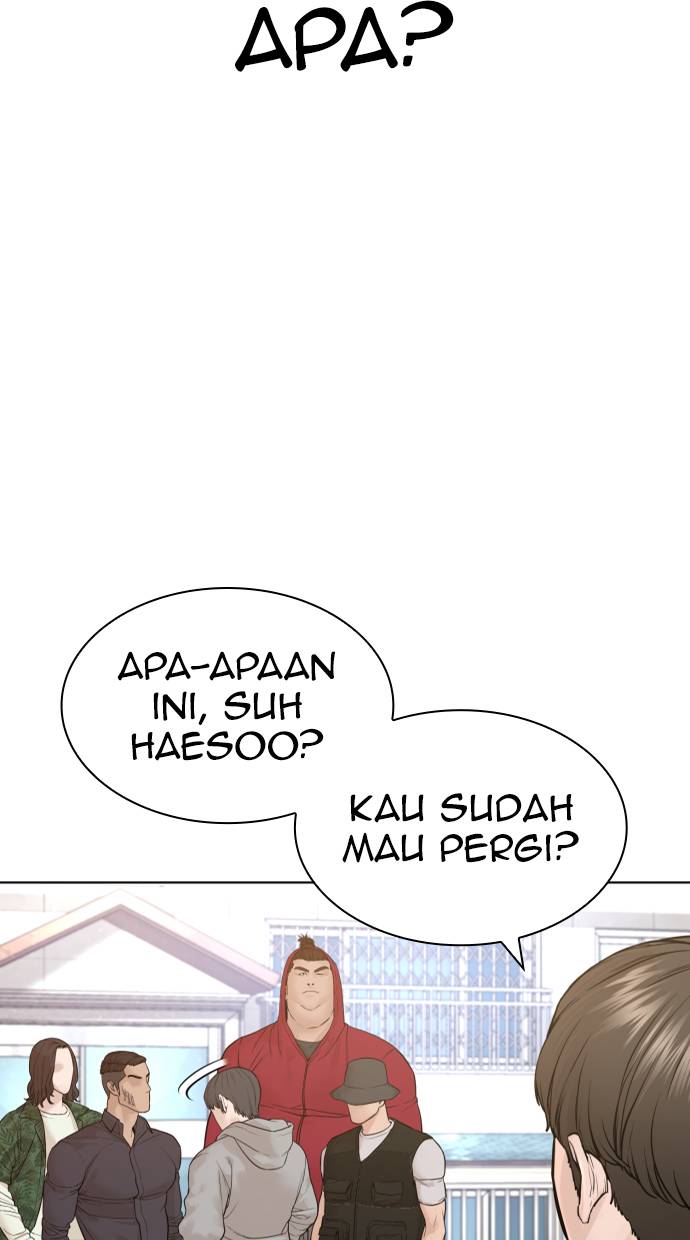 APA?
APA-APAAN
INI, SUH
HAESOO?
KAU SUDAH
MAU PERGI?